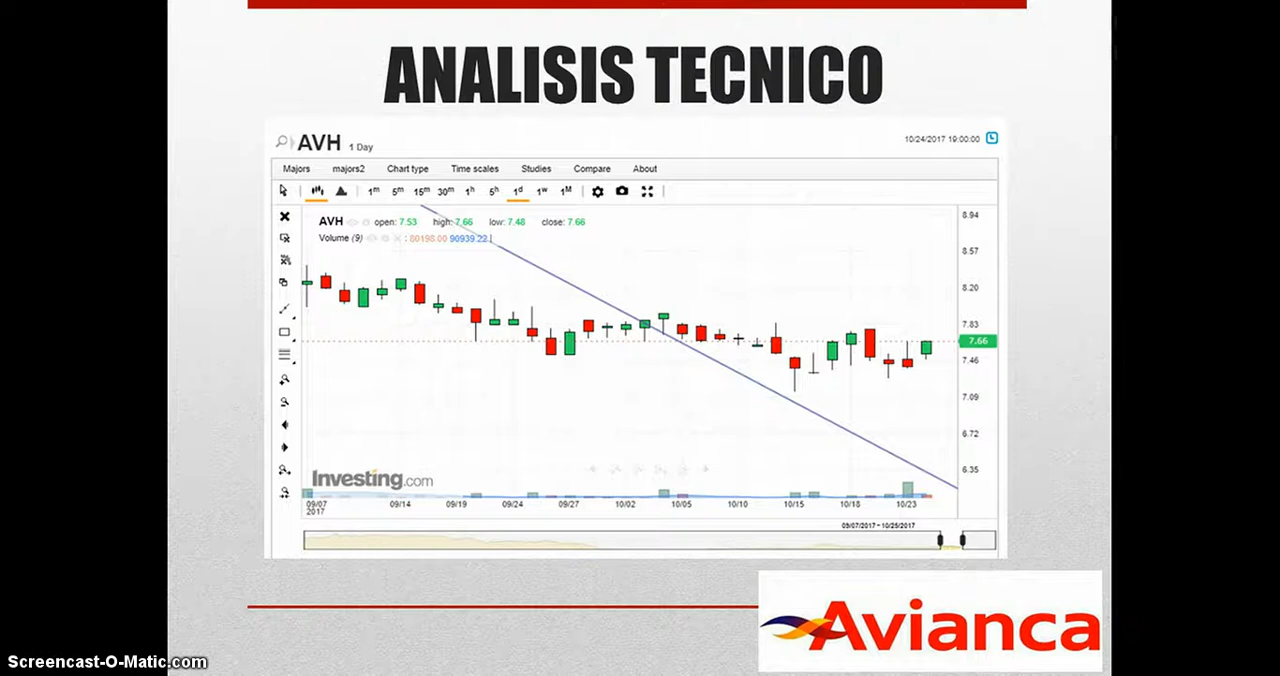 ANALISIS TECNICO
AVH 1 Day
10/24/2017 19:00:00
Majors majors2 Chart type Time scales Studies Compare About
1m 5m 15m 30m 1h 5h 1d 1w 1M
AVH open: 7.53 high: 7.66 low: 7.48 close: 7.66
Volume (9) : 80198.00 90939.22
8.94
8.57
8.20
7.83
7.66
7.46
7.09
6.72
6.35
Investing.com
09/07 09/14 09/19 09/24 09/27 10/02 10/05 10/10 10/15 10/18 10/23
2017
09/07/2017 - 10/25/2017
Avianca
Screencast-O-Matic.com